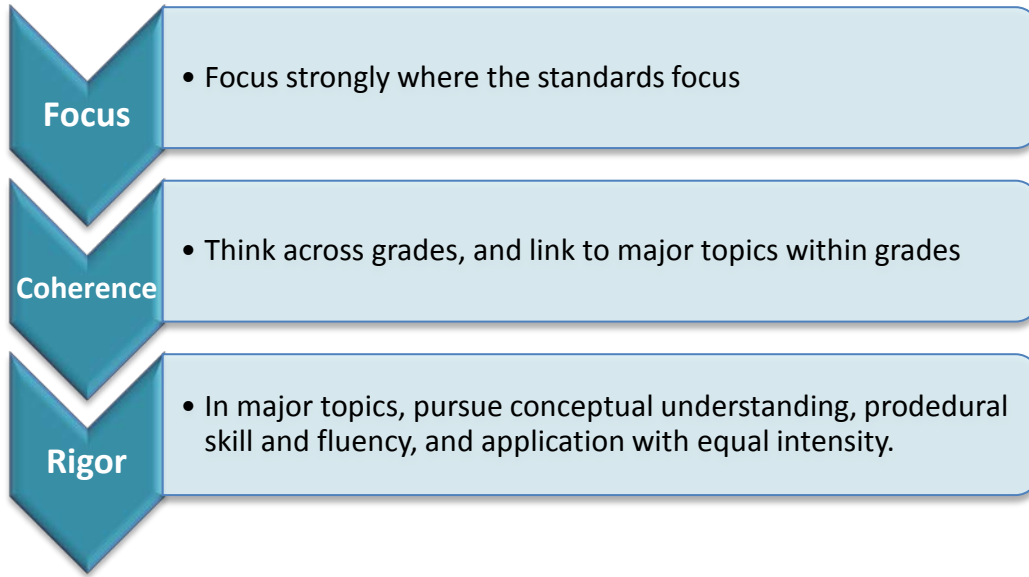 Focus
• Focus strongly where the standards focus
Coherence
• Think across grades, and link to major topics within grades
Rigor
• In major topics, pursue conceptual understanding, prodedural
skill and fluency, and application with equal intensity.